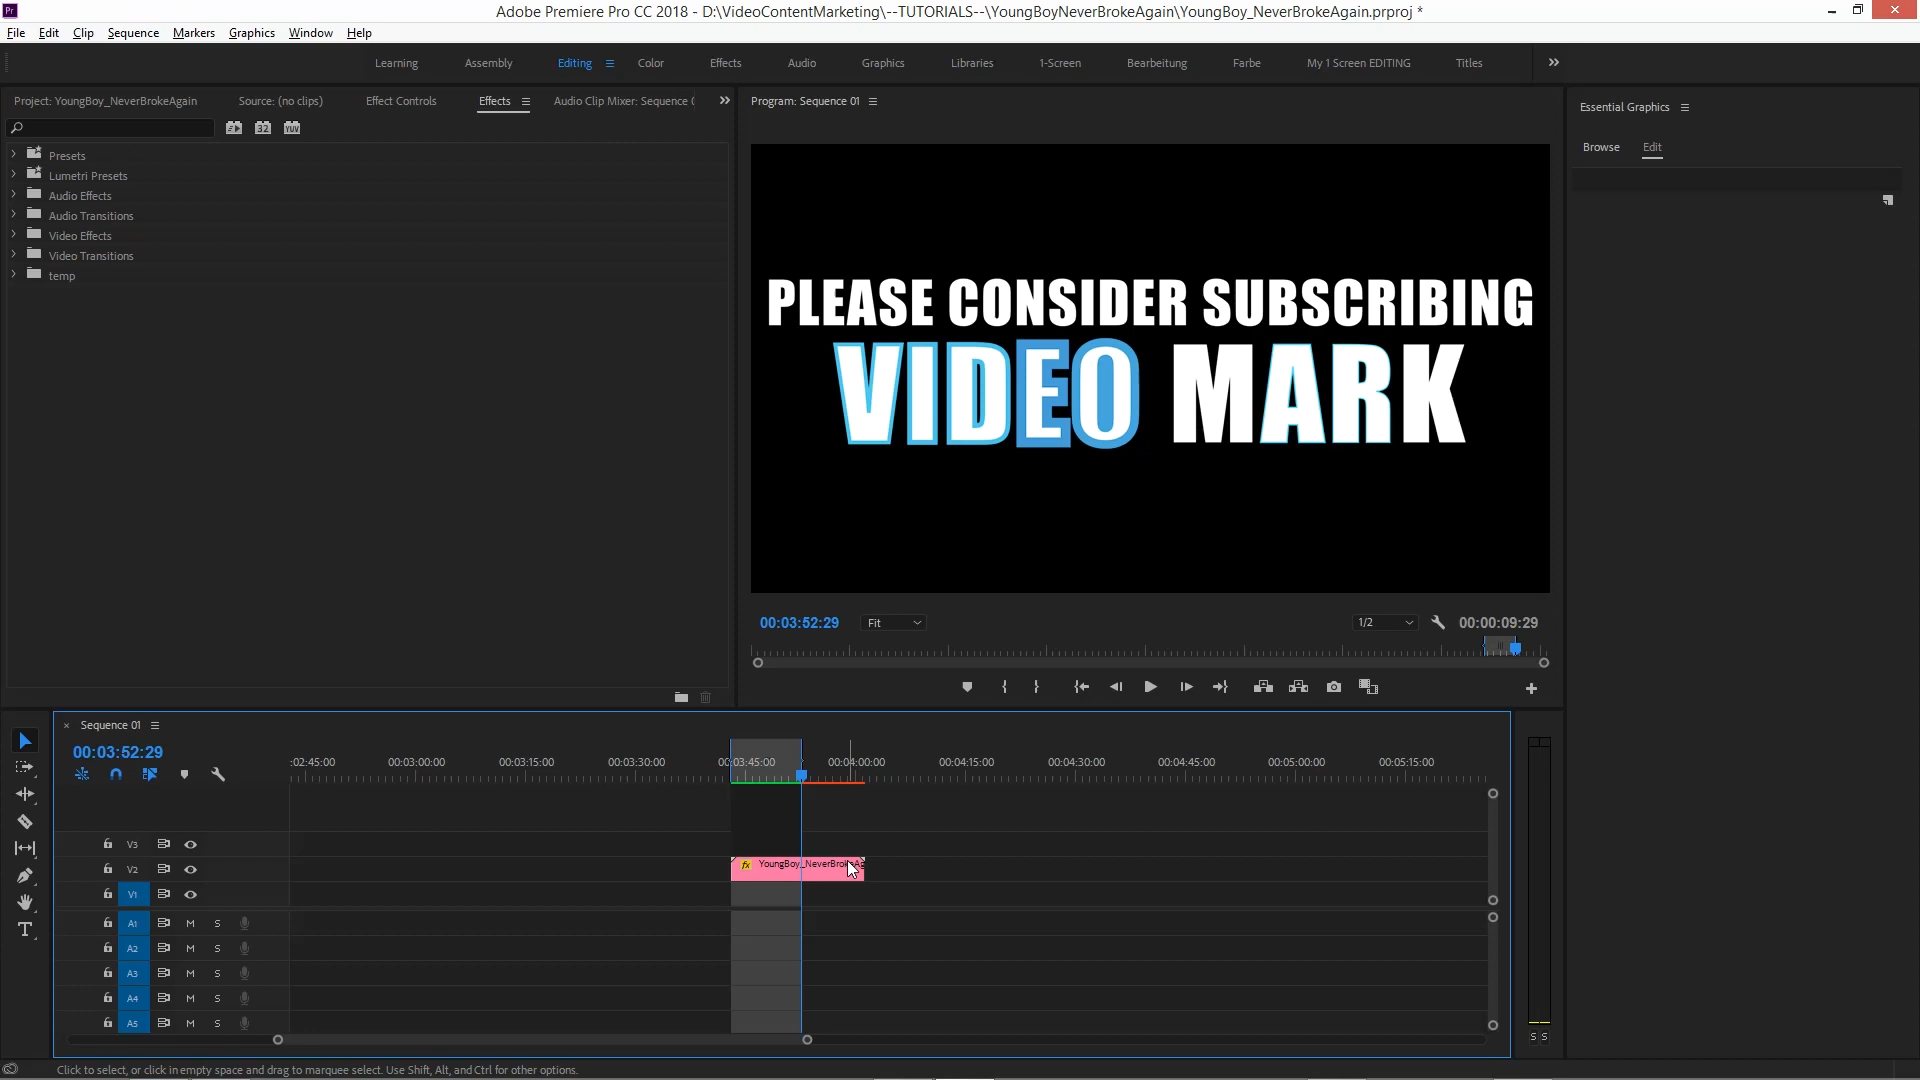 Pr Adobe Premiere Pro CC 2018 - D:\VideoContentMarketing\--TUTORIALS--\YoungBoyNeverBrokeAgain\YoungBoy_NeverBrokeAgain.prproj *
File Edit Clip Sequence Markers Graphics Window Help
Learning Assembly Editing Color Effects Audio Graphics Libraries 1-Screen Bearbeitung Farbe My 1 Screen EDITING Titles
Project: YoungBoy_NeverBrokeAgain Source: (no clips) Effect Controls Effects Audio Clip Mixer: Sequence
32 YUV
Presets
Lumetri Presets
Audio Effects
Audio Transitions
Video Effects
Video Transitions
temp
Program: Sequence 01
PLEASE CONSIDER SUBSCRIBING
VIDEO MARK
00:03:52:29 Fit 1/2 00:00:09:29
Essential Graphics
Browse Edit
Sequence 01
00:03:52:29
:02:45:00 00:03:00:00 00:03:15:00 00:03:30:00 00:03:45:00 00:04:00:00 00:04:15:00 00:04:30:00 00:04:45:00 00:05:00:00 00:05:15:00
V3
V2 fx YoungBoy_NeverBrokeAg
V1
A1 M S
A2 M S
A3 M S
A4 M S
A5 M S
S S
Click to select, or click in empty space and drag to marquee select. Use Shift, Alt, and Ctrl for other options.